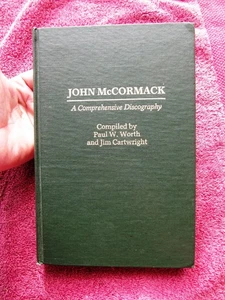 JOHN McCORMACK
A Comprehensive Discography
Compiled by
Paul W. Worth
and Jim Cartwright